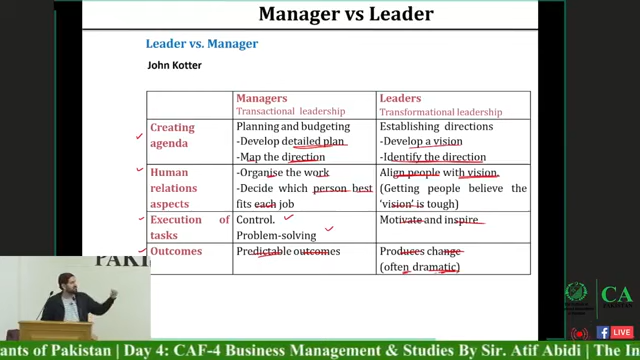 Manager vs Leader
Leader vs. Manager
John Kotter
Managers
Transactional leadership
Leaders
Transformational leadership
Creating
agenda
Planning and budgeting
-Develop detailed plan
-Map the direction
Establishing directions
-Develop a vision
-Identify the direction
Human
relations
aspects
-Organise the work
-Decide which person best
fits each job
Align people with vision
(Getting people believe the
'vision' is tough)
Execution of
tasks
Control.
Problem-solving
Motivate and inspire
Outcomes
Predictable outcomes
Produces change
(often dramatic)
PAKI
CA
PAKISTAN
LIVE
ants of Pakistan | Day 4: CAF-4 Business Management & Studies By Sir. Atif Abidi | The In